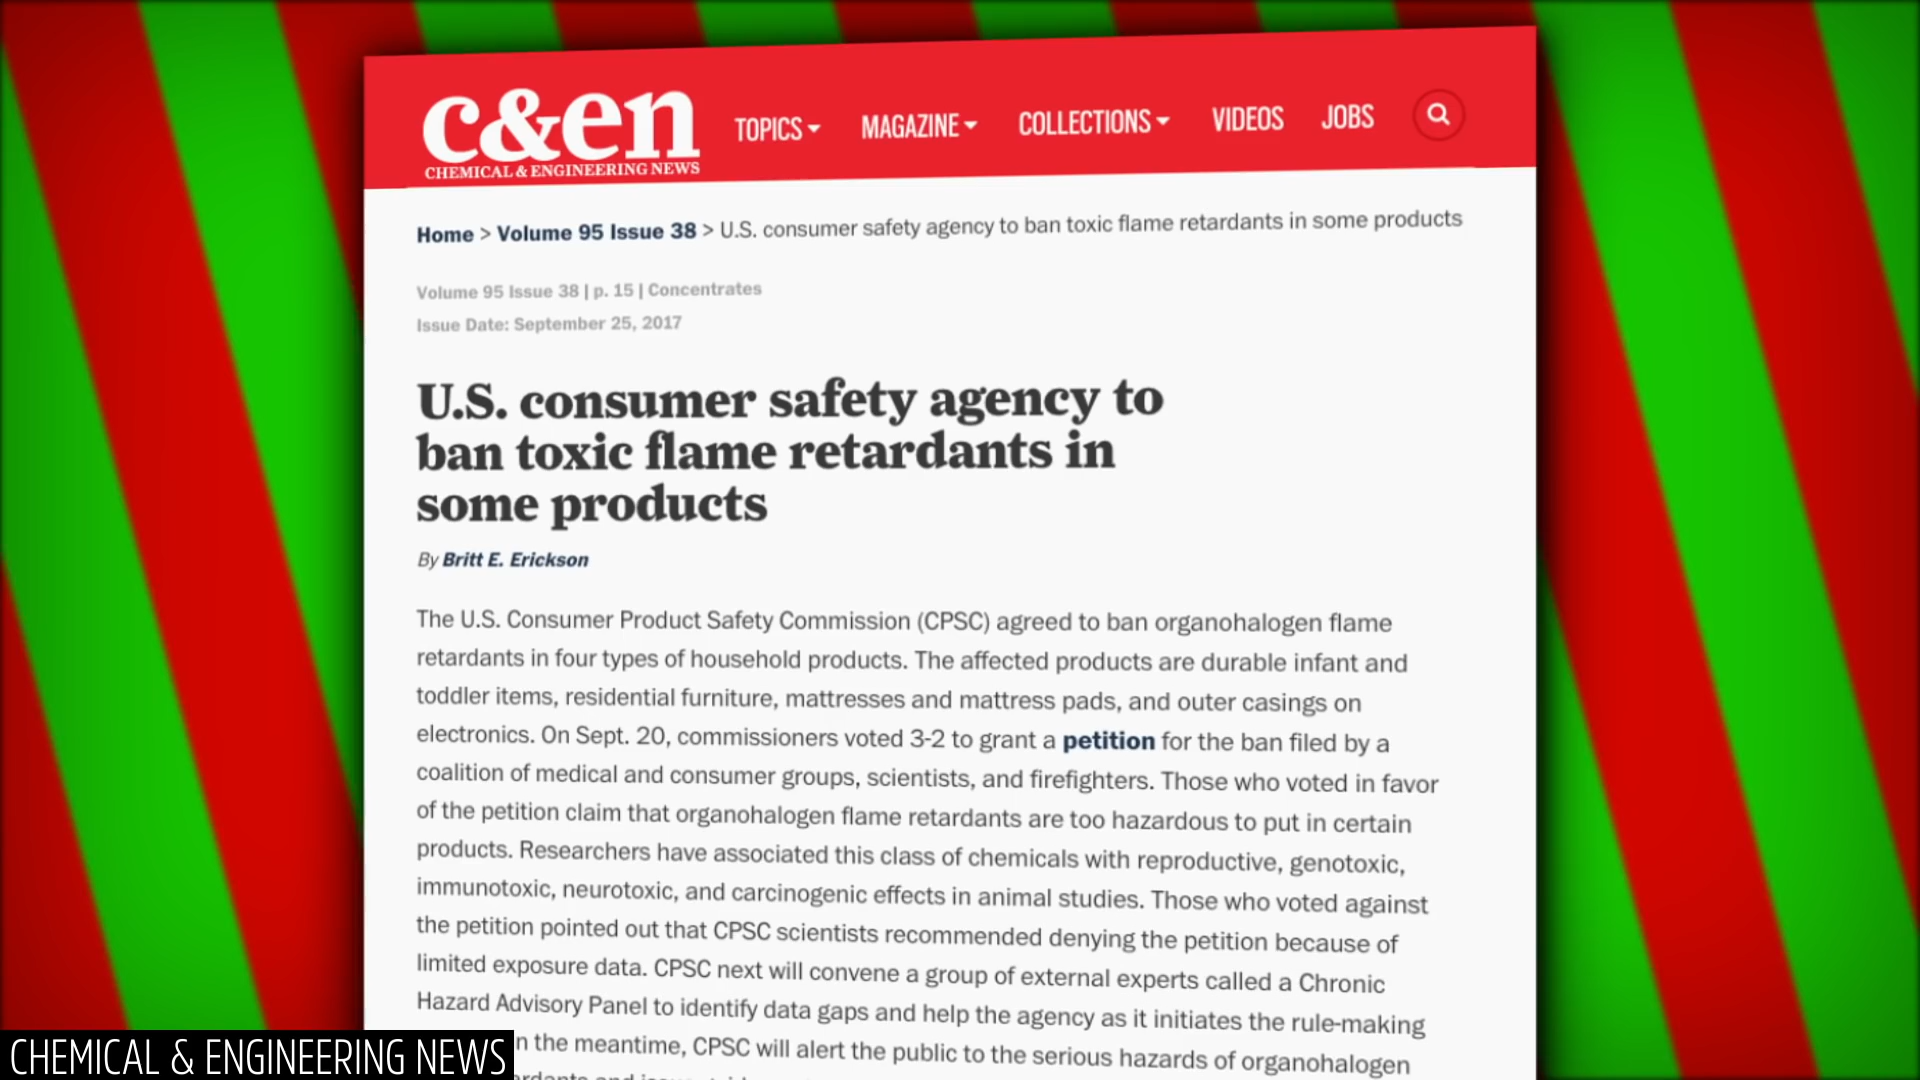 c&en
CHEMICAL & ENGINEERING NEWS
TOPICS MAGAZINE COLLECTIONS VIDEOS JOBS
Home > Volume 95 Issue 38 > U.S. consumer safety agency to ban toxic flame retardants in some products
Volume 95 Issue 38 | p. 15 | Concentrates
Issue Date: September 25, 2017
U.S. consumer safety agency to
ban toxic flame retardants in
some products
By Britt E. Erickson
The U.S. Consumer Product Safety Commission (CPSC) agreed to ban organohalogen flame
retardants in four types of household products. The affected products are durable infant and
toddler items, residential furniture, mattresses and mattress pads, and outer casings on
electronics. On Sept. 20, commissioners voted 3-2 to grant a petition for the ban filed by a
coalition of medical and consumer groups, scientists, and firefighters. Those who voted in favor
of the petition claim that organohalogen flame retardants are too hazardous to put in certain
products. Researchers have associated this class of chemicals with reproductive, genotoxic,
immunotoxic, neurotoxic, and carcinogenic effects in animal studies. Those who voted against
the petition pointed out that CPSC scientists recommended denying the petition because of
limited exposure data. CPSC next will convene a group of external experts called a Chronic
Hazard Advisory Panel to identify data gaps and help the agency as it initiates the rule-making
n the meantime, CPSC will alert the public to the serious hazards of organohalogen
CHEMICAL & ENGINEERING NEWS